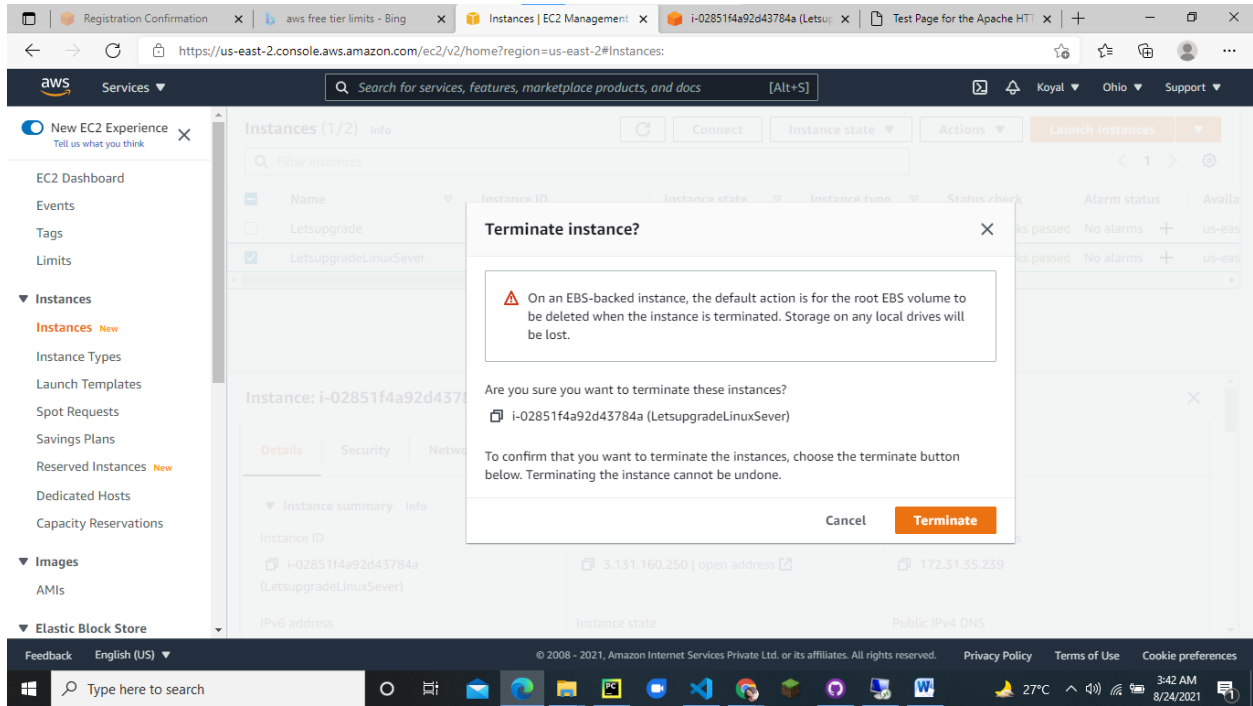 Registration Confirmation
aws free tier limits - Bing
Instances | EC2 Management
i-02851f4a92d43784a (Letsup
Test Page for the Apache HTT
https://us-east-2.console.aws.amazon.com/ec2/v2/home?region=us-east-2#Instances:
aws
Services
Search for services, features, marketplace products, and docs
[Alt+S]
Koyal
Ohio
Support
New EC2 Experience
Tell us what you think
EC2 Dashboard
Events
Tags
Limits
Instances
Instances New
Instance Types
Launch Templates
Spot Requests
Savings Plans
Reserved Instances New
Dedicated Hosts
Capacity Reservations
Images
AMIs
Elastic Block Store
Instances (1/2) Info
Connect
Instance state
Actions
Launch instances
Filter instances
1
Name
Instance ID
Instance state
Instance type
Status check
Alarm status
Availa
Letsupgrade
ks passed
No alarms
us-eas
LetsupgradeLinuxSever
ks passed
No alarms
us-eas
Terminate instance?
On an EBS-backed instance, the default action is for the root EBS volume to
be deleted when the instance is terminated. Storage on any local drives will
be lost.
Are you sure you want to terminate these instances?
i-02851f4a92d43784a (LetsupgradeLinuxSever)
To confirm that you want to terminate the instances, choose the terminate button
below. Terminating the instance cannot be undone.
Cancel
Terminate
Instance: i-02851f4a92d4378
Details
Security
Netwo
Instance summary Info
Instance ID
i-02851f4a92d43784a
(LetsupgradeLinuxSever)
3.131.160.250 | open address
172.31.35.239
IPv6 address
Instance state
Public IPv4 DNS
Feedback
English (US)
© 2008 - 2021, Amazon Internet Services Private Ltd. or its affiliates. All rights reserved.
Privacy Policy
Terms of Use
Cookie preferences
Type here to search
PC
27°C
3:42 AM
8/24/2021
1